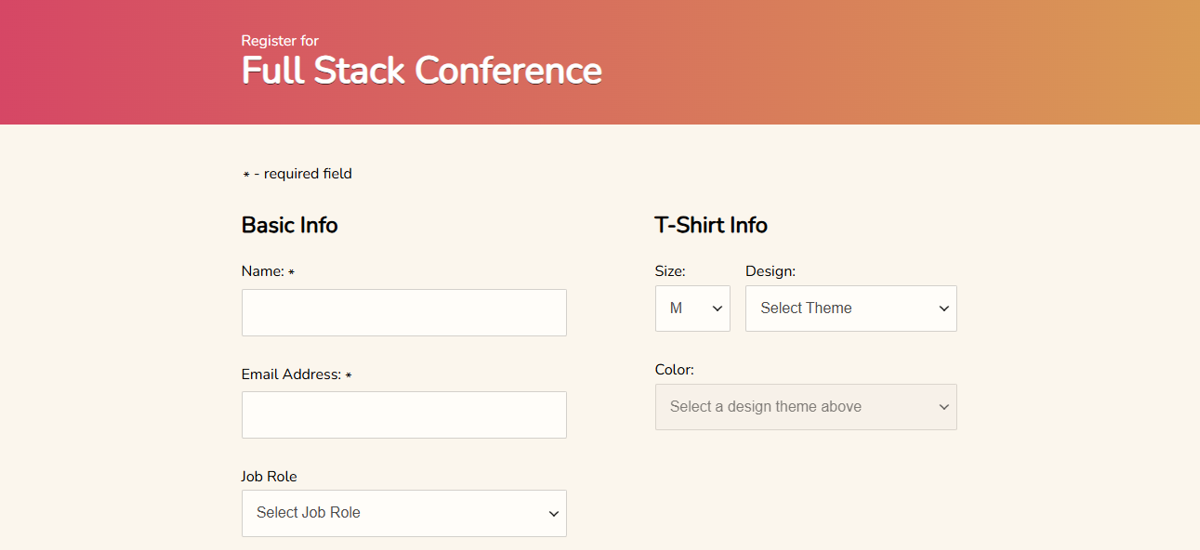 Register for
Full Stack Conference
* - required field
Basic Info
Name: *
Email Address: *
Job Role
Select Job Role
T-Shirt Info
Size:
Design:
M
Select Theme
Color:
Select a design theme above